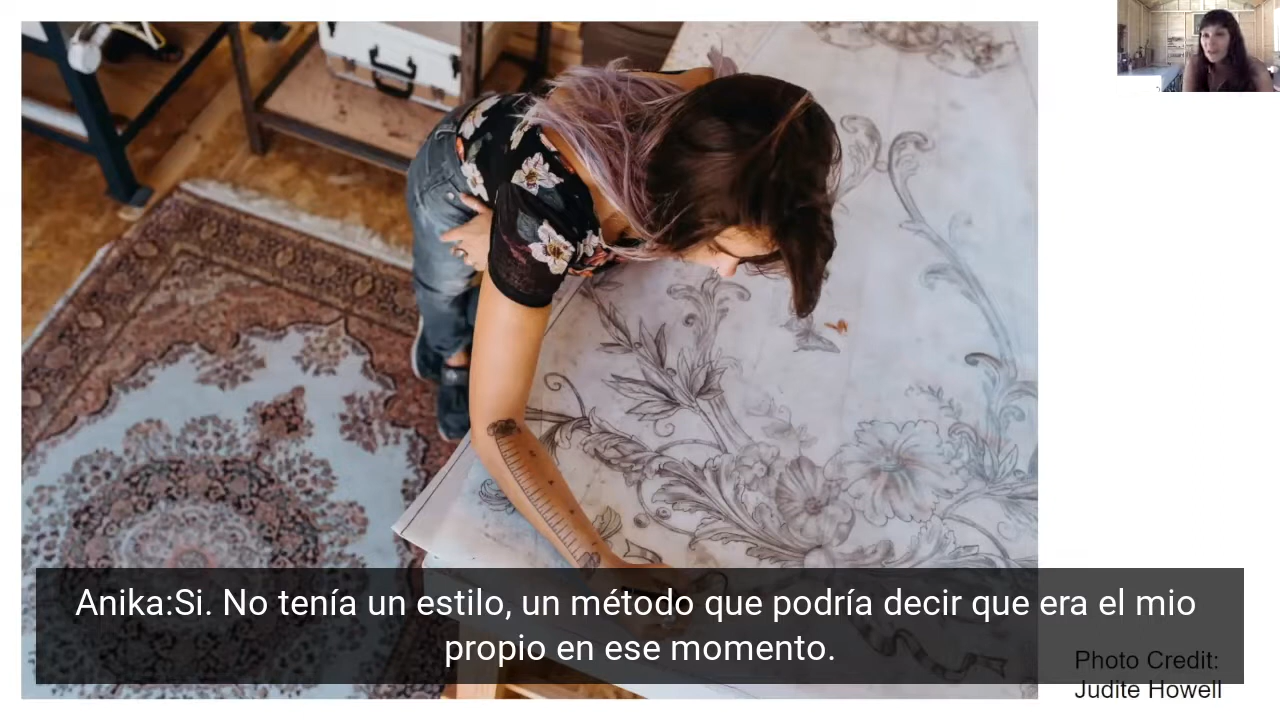 Anika:Si. No tenía un estilo, un método que podría decir que era el mio
propio en ese momento.
Photo Credit:
Judite Howell